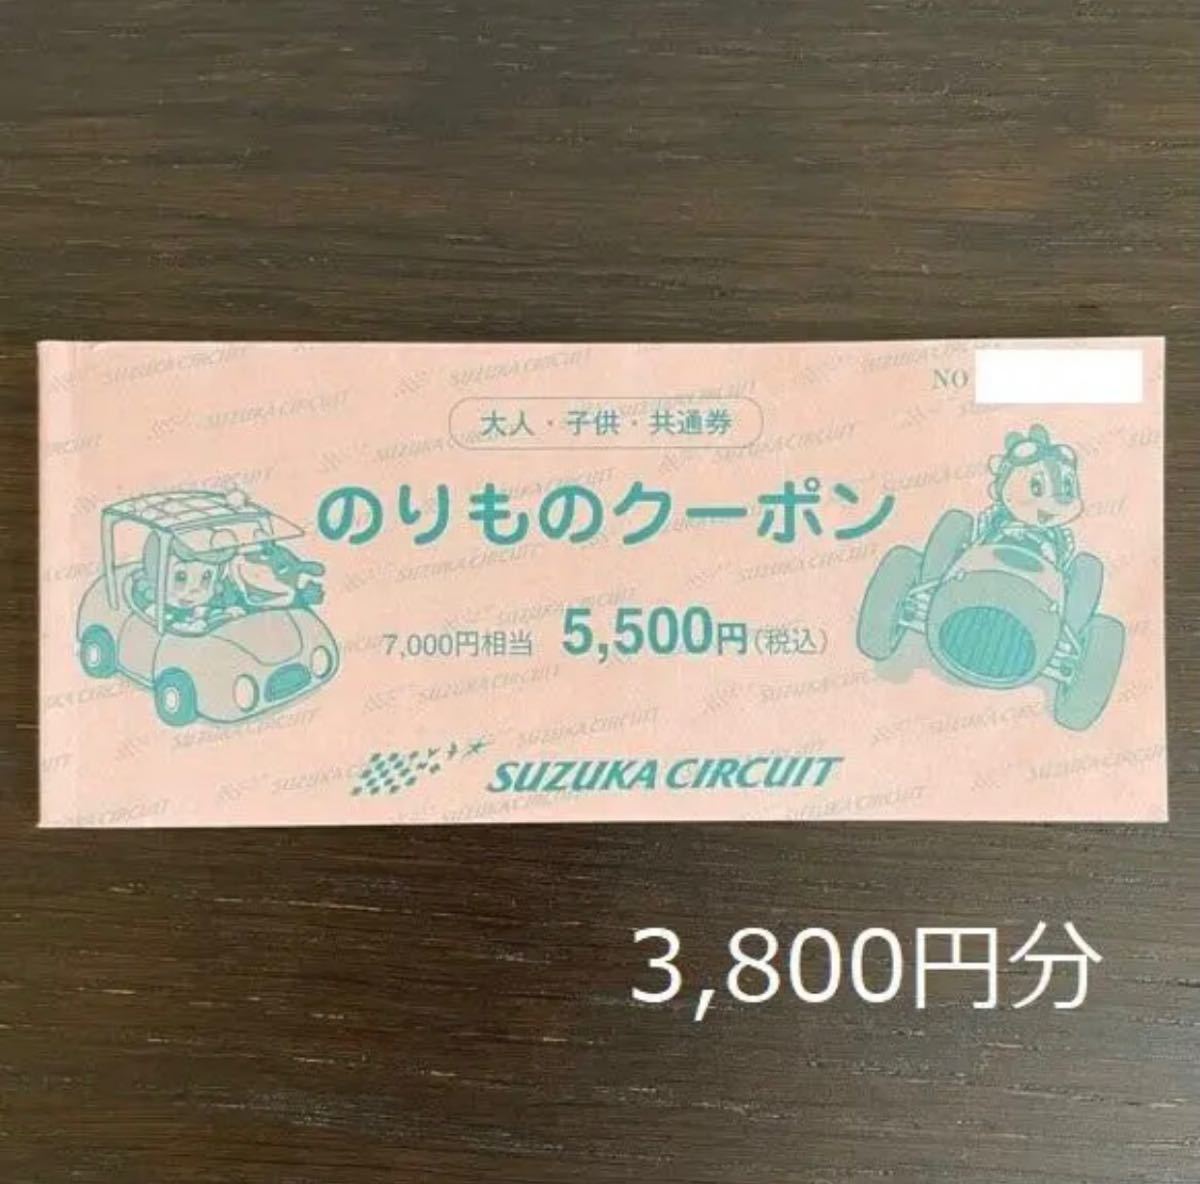 NO
大人・子供・共通券
のりものクーポン
7,000円相当 5,500円(税込)
SUZUKA CIRCUIT
3,800円分